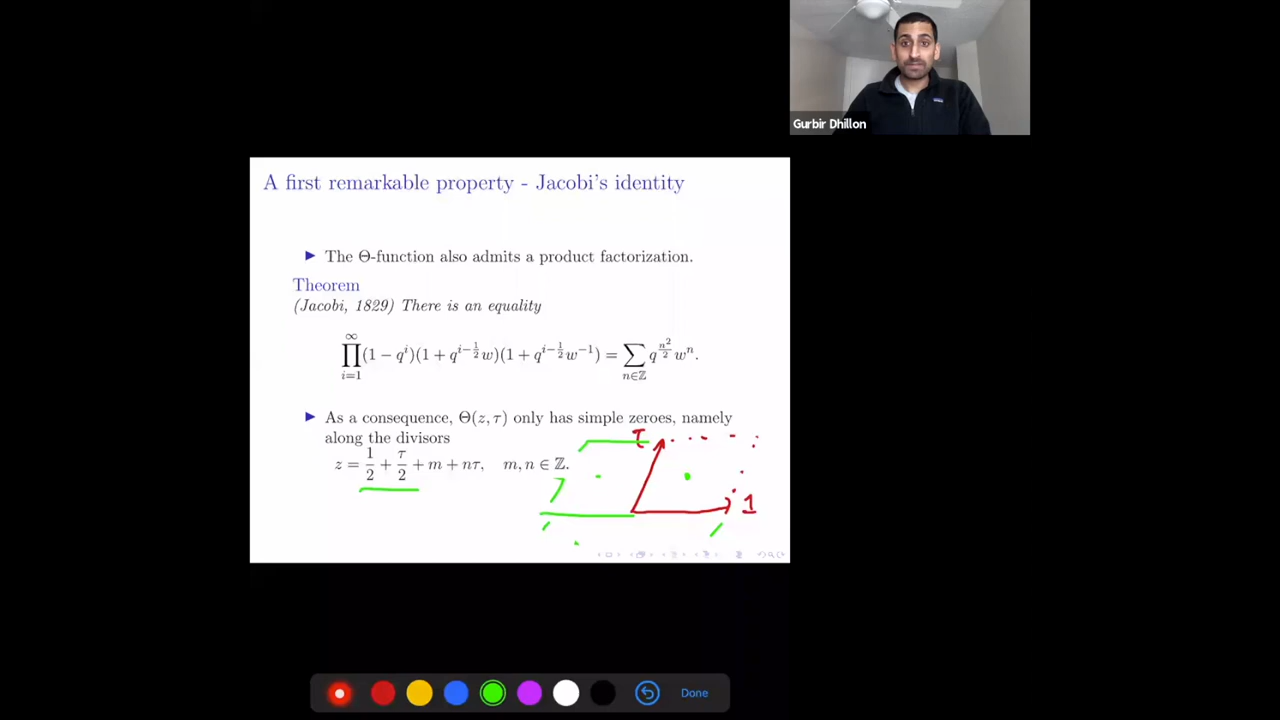 Gurbir Dhillon
A first remarkable property - Jacobi's identity
▶ The Θ-function also admits a product factorization.
Theorem
(Jacobi, 1829) There is an equality
∏_{i=1}^{∞} (1 − q^i)(1 + q^{i−1/2}w)(1 + q^{i−1/2}w^{−1}) = ∑_{n∈ℤ} q^{n²/2} w^n.
▶ As a consequence, Θ(z, τ) only has simple zeroes, namely
along the divisors
z = 1/2 + τ/2 + m + nτ, m, n ∈ ℤ.
τ
1
Done